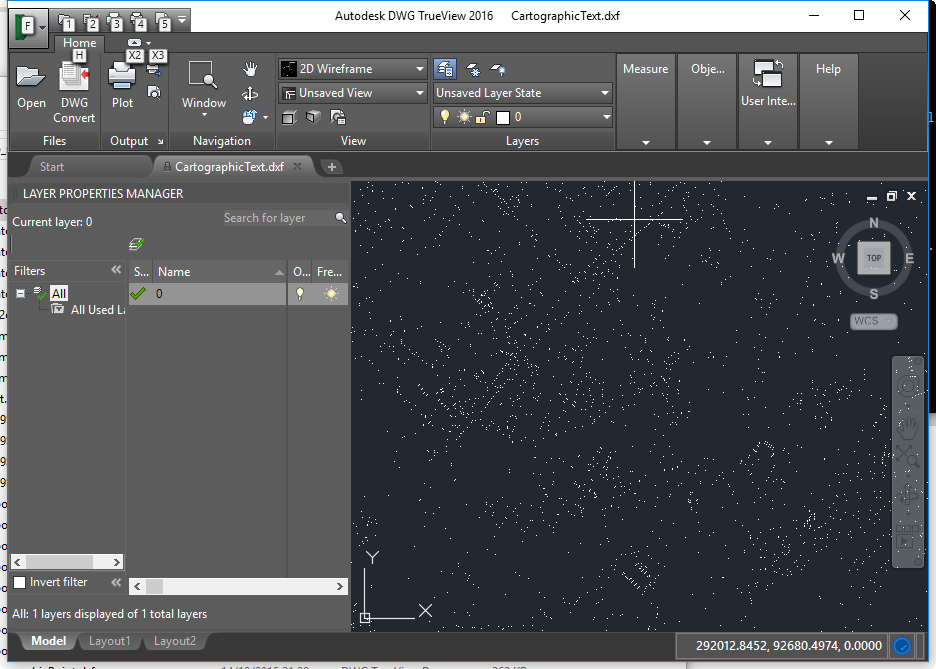 Autodesk DWG TrueView 2016 CartographicText.dxf
F 1 2 3 4 5
Home
H X2 X3
2D Wireframe
Unsaved View
Unsaved Layer State
0
Open
DWG
Convert
Plot
Window
Measure
Obje...
User Inte...
Help
Files Output Navigation View Layers
Start CartographicText.dxf
LAYER PROPERTIES MANAGER
Current layer: 0
Search for layer
Filters
S... Name O... Fre...
All
0
All Used La
Invert filter
All: 1 layers displayed of 1 total layers
N
W TOP E
S
WCS
Y
X
Model Layout1 Layout2
292012.8452, 92680.4974, 0.0000